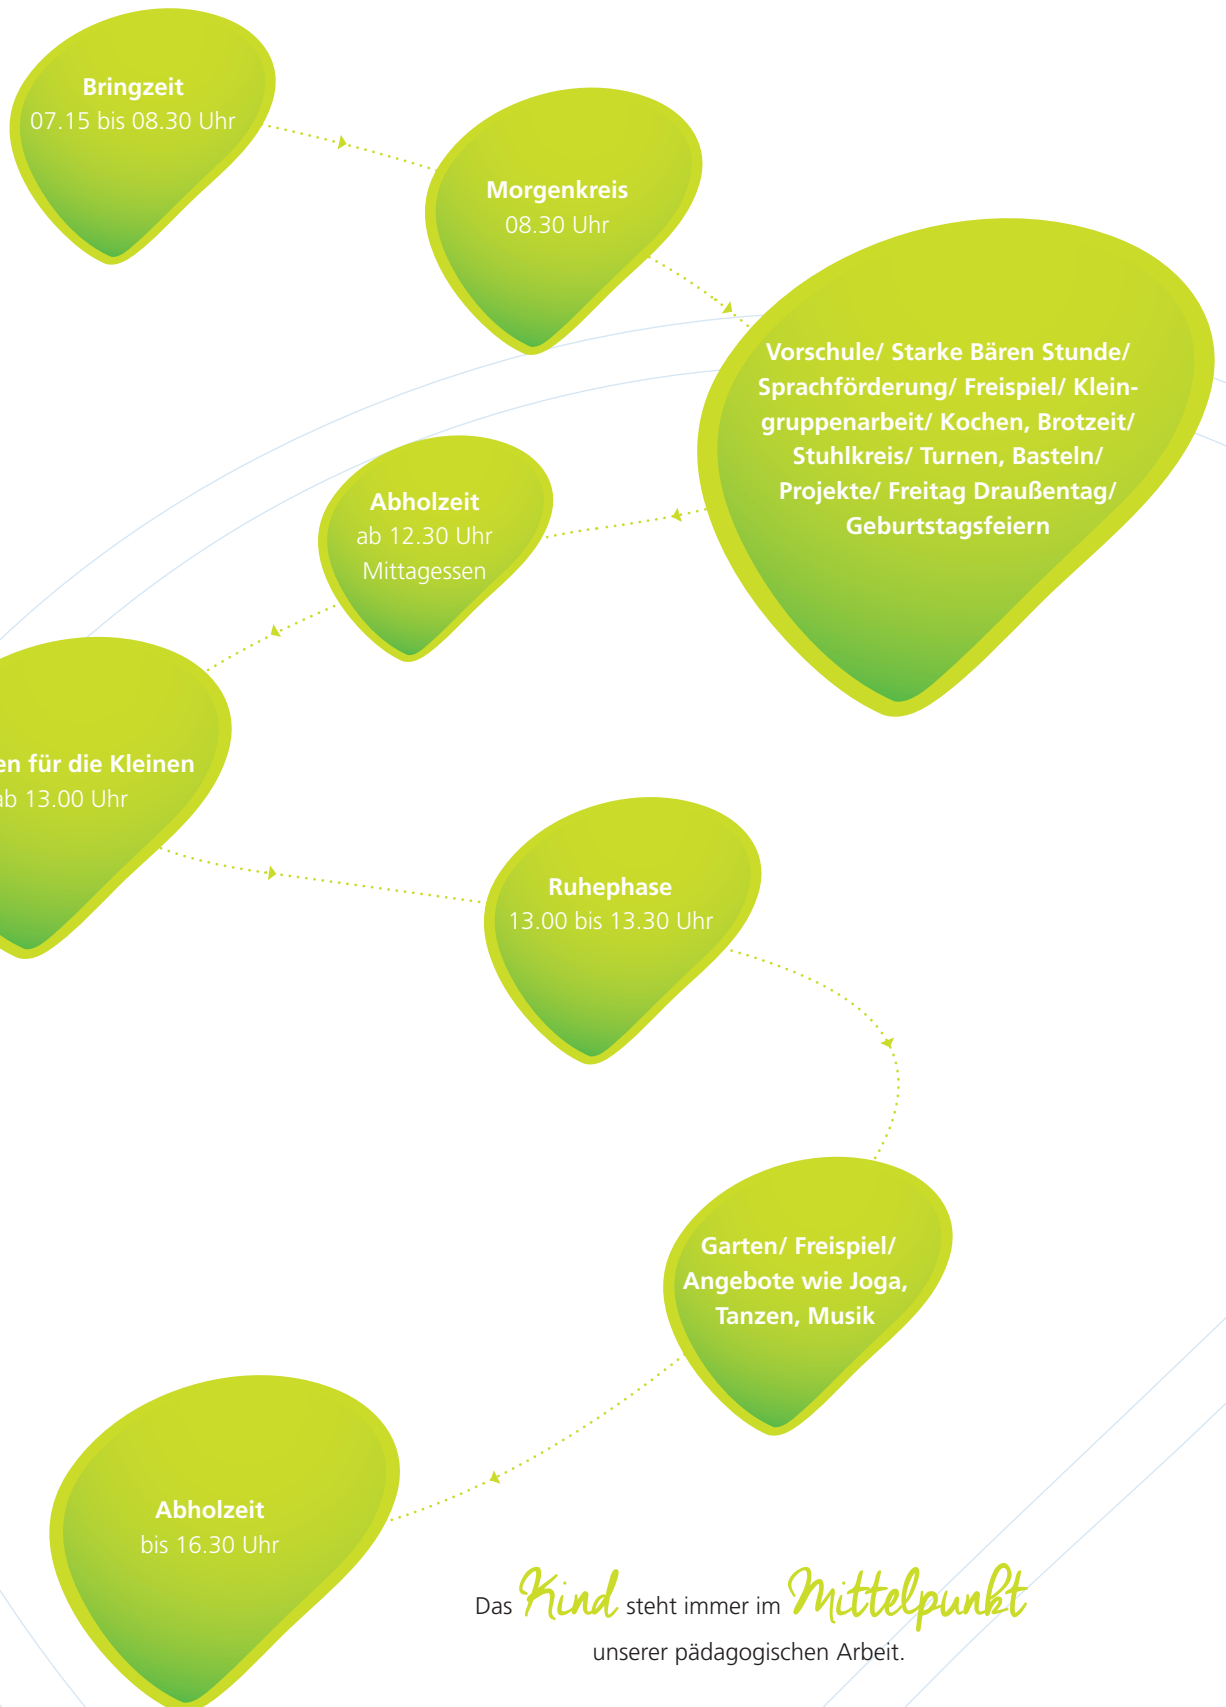 Bringzeit
07.15 bis 08.30 Uhr
Morgenkreis
08.30 Uhr
Vorschule/ Starke Bären Stunde/
Sprachförderung/ Freispiel/ Klein-
gruppenarbeit/ Kochen, Brotzeit/
Stuhlkreis/ Turnen, Basteln/
Projekte/ Freitag Draußentag/
Geburtstagsfeiern
Abholzeit
ab 12.30 Uhr
Mittagessen
für die Kleinen
ab 13.00 Uhr
Ruhephase
13.00 bis 13.30 Uhr
Garten/ Freispiel/
Angebote wie Joga,
Tanzen, Musik
Abholzeit
bis 16.30 Uhr
Das Kind steht immer im Mittelpunkt
unserer pädagogischen Arbeit.